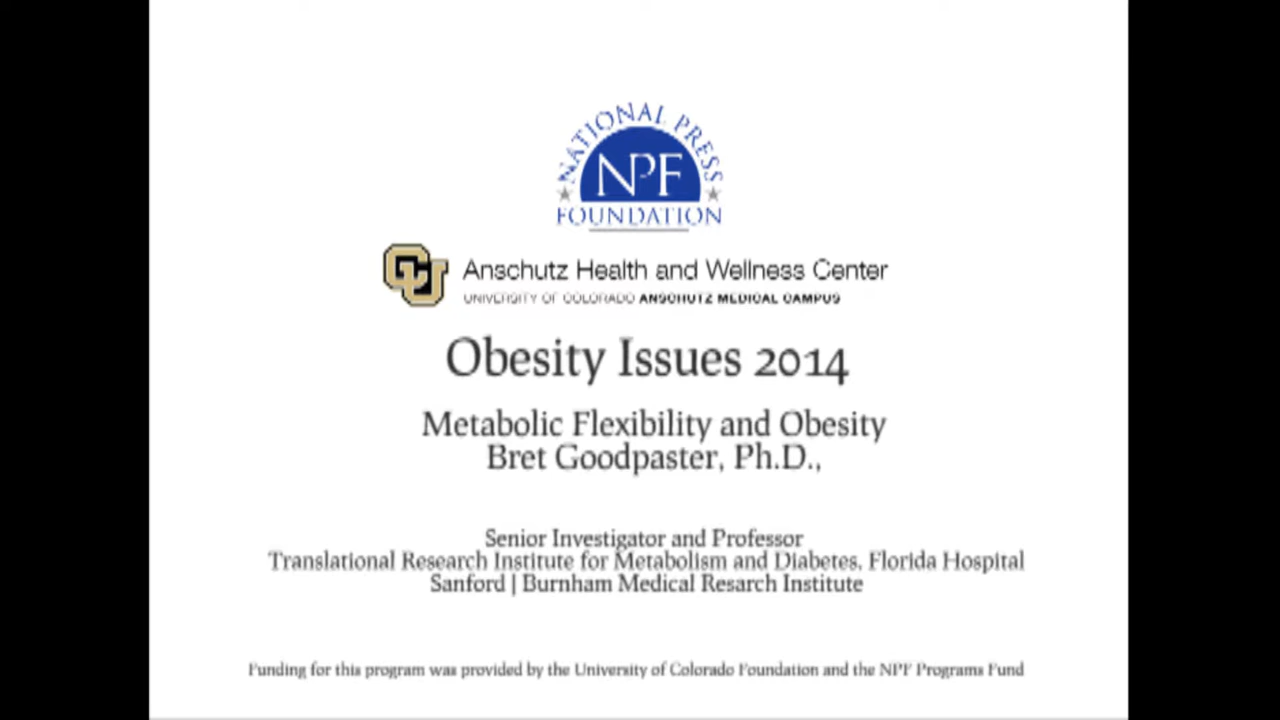 NATIONAL PRESS
NPF
FOUNDATION
CU
Anschutz Health and Wellness Center
UNIVERSITY OF COLORADO ANSCHUTZ MEDICAL CAMPUS
Obesity Issues 2014
Metabolic Flexibility and Obesity
Bret Goodpaster, Ph.D.,
Senior Investigator and Professor
Translational Research Institute for Metabolism and Diabetes. Florida Hospital
Sanford | Burnham Medical Resarch Institute
Funding for this program was provided by the University of Colorado Foundation and the NPF Programs Fund